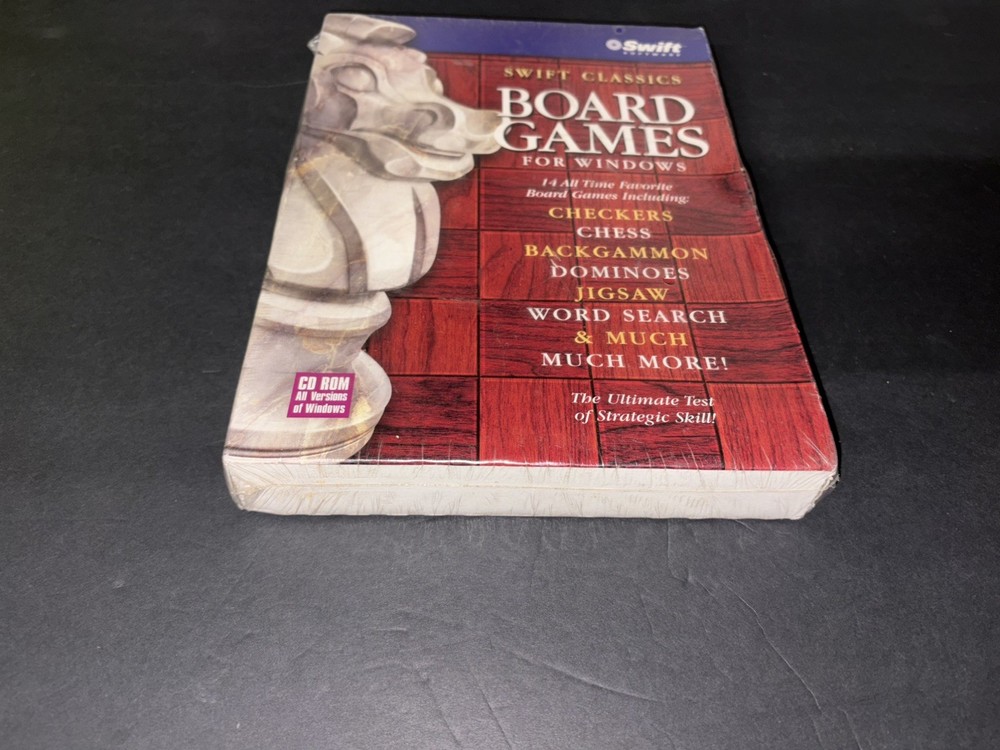 Swift
SOFTWARE
SWIFT CLASSICS
BOARD
GAMES
FOR WINDOWS
14 All Time Favorite
Board Games Including:
CHECKERS
CHESS
BACKGAMMON
DOMINOES
JIGSAW
WORD SEARCH
& MUCH
MUCH MORE!
The Ultimate Test
of Strategic Skill!
CD ROM
All Versions
of Windows